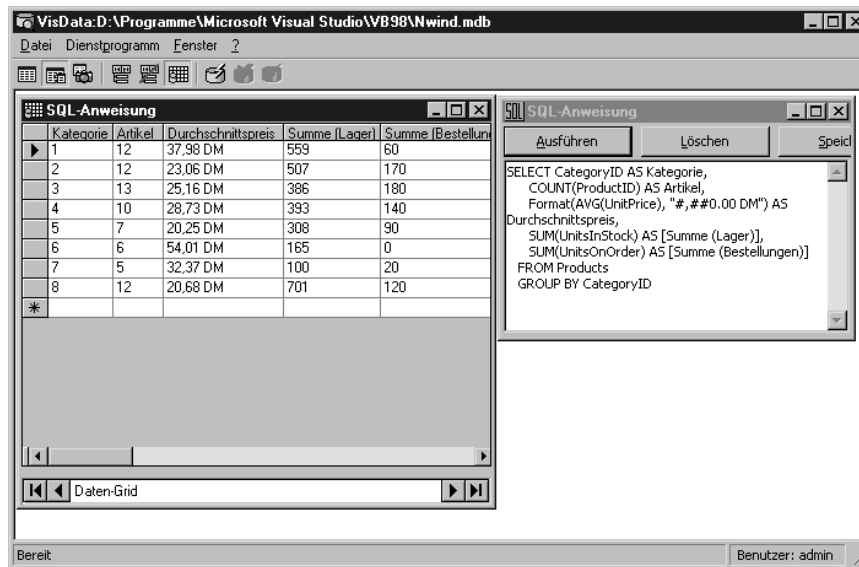 VisData:D:\Programme\Microsoft Visual Studio\VB98\Nwind.mdb
Datei Dienstprogramm Fenster ?
SQL-Anweisung
Kategorie Artikel Durchschnittspreis Summe (Lager) Summe (Bestellun
1 12 37,98 DM 559 60
2 12 23,06 DM 507 170
3 13 25,16 DM 386 180
4 10 28,73 DM 393 140
5 7 20,25 DM 308 90
6 6 54,01 DM 165 0
7 5 32,37 DM 100 20
8 12 20,68 DM 701 120
Daten-Grid
SQL SQL-Anweisung
Ausführen Löschen Speicl
SELECT CategoryID AS Kategorie,
COUNT(ProductID) AS Artikel,
Format(AVG(UnitPrice), "#,##0.00 DM") AS
Durchschnittspreis,
SUM(UnitsInStock) AS [Summe (Lager)],
SUM(UnitsOnOrder) AS [Summe (Bestellungen)]
FROM Products
GROUP BY CategoryID
Bereit
Benutzer: admin